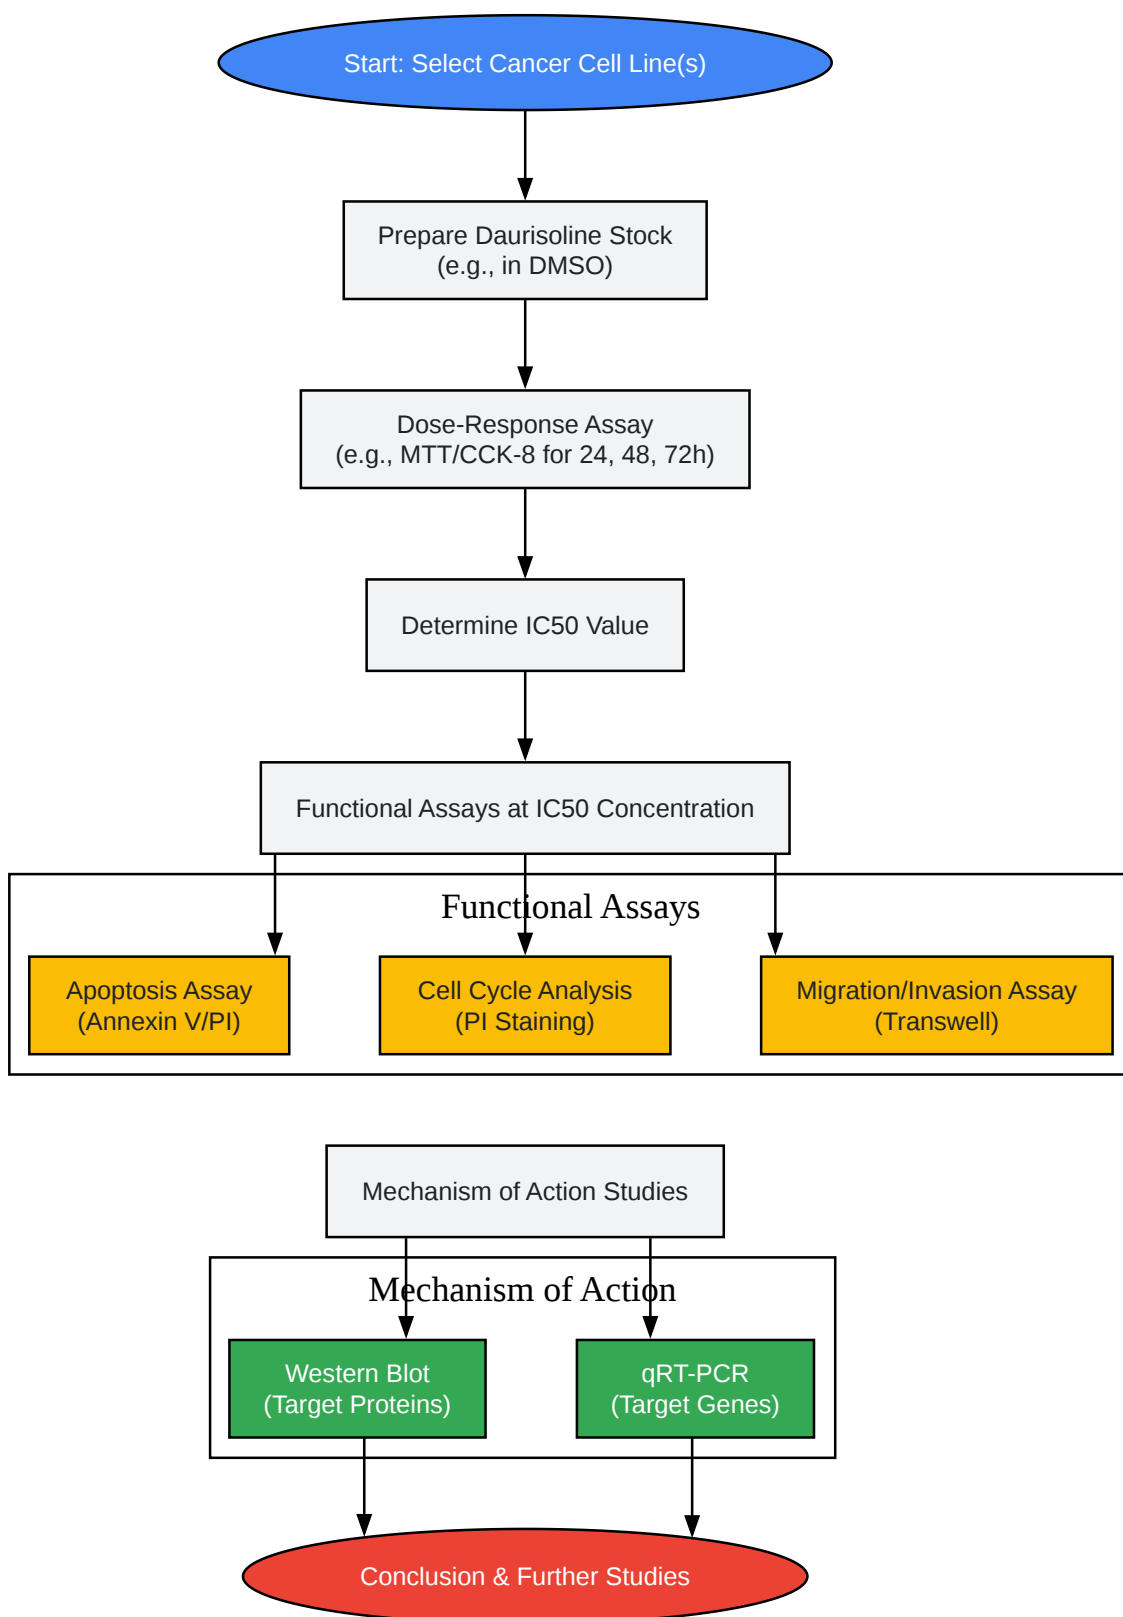 Start: Select Cancer Cell Line(s)
Prepare Daurisoline Stock
(e.g., in DMSO)
Dose-Response Assay
(e.g., MTT/CCK-8 for 24, 48, 72h)
Determine IC50 Value
Functional Assays at IC50 Concentration
Functional Assays
Apoptosis Assay
(Annexin V/PI)
Cell Cycle Analysis
(PI Staining)
Migration/Invasion Assay
(Transwell)
Mechanism of Action Studies
Mechanism of Action
Western Blot
(Target Proteins)
qRT-PCR
(Target Genes)
Conclusion & Further Studies